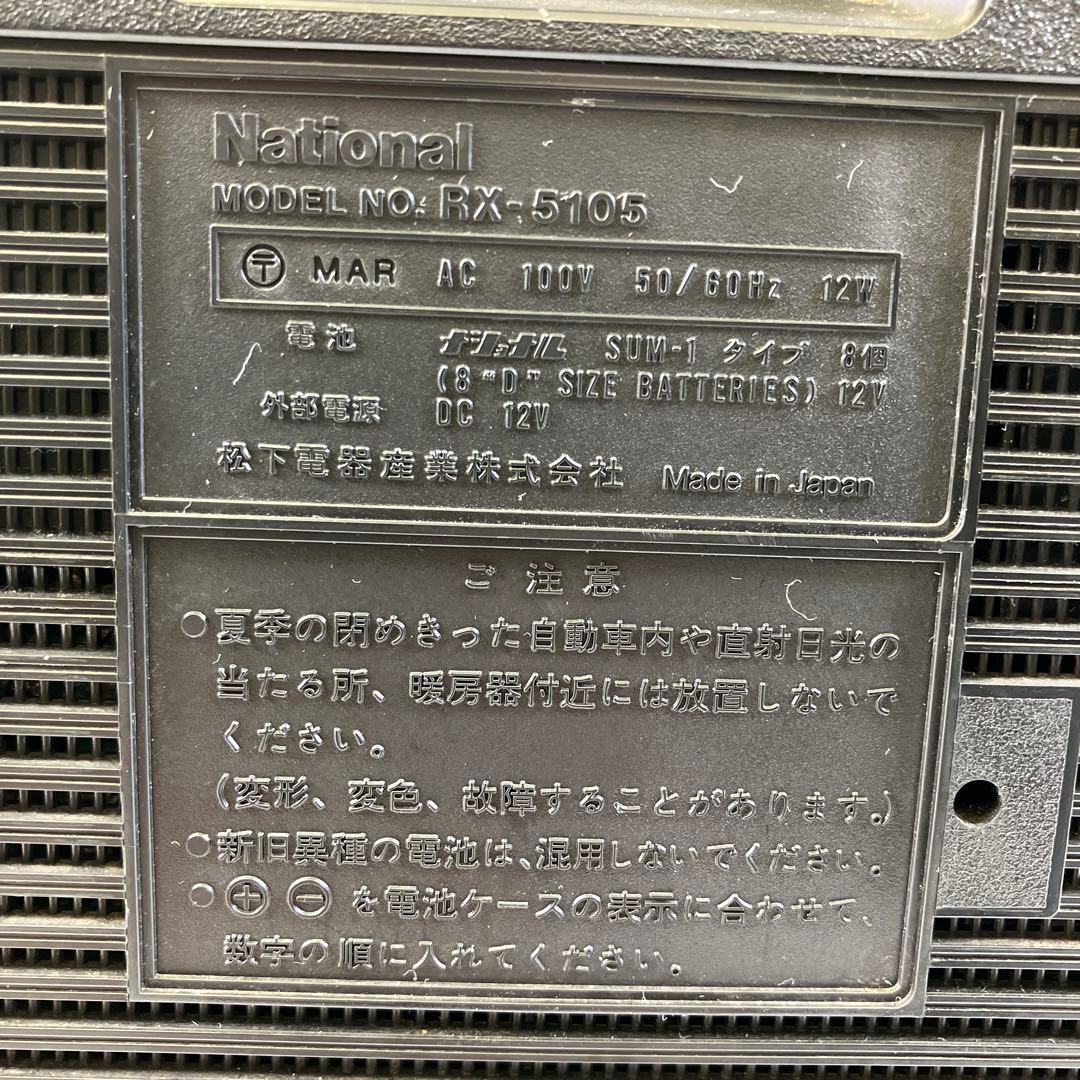 National
MODEL NO. RX-5105
〶 MAR AC 100V 50/60Hz 12W
電池 ナショナル SUM-1 タイプ 8個
(8 "D" SIZE BATTERIES) 12V
外部電源 DC 12V
松下電器産業株式会社 Made in Japan
ご注意
○夏季の閉めきった自動車内や直射日光の
当たる所、暖房器付近には放置しないで
ください。
(変形、変色、故障することがあります。)
○新旧異種の電池は、混用しないでください。
○⊕⊖を電池ケースの表示に合わせて、
数字の順に入れてください。